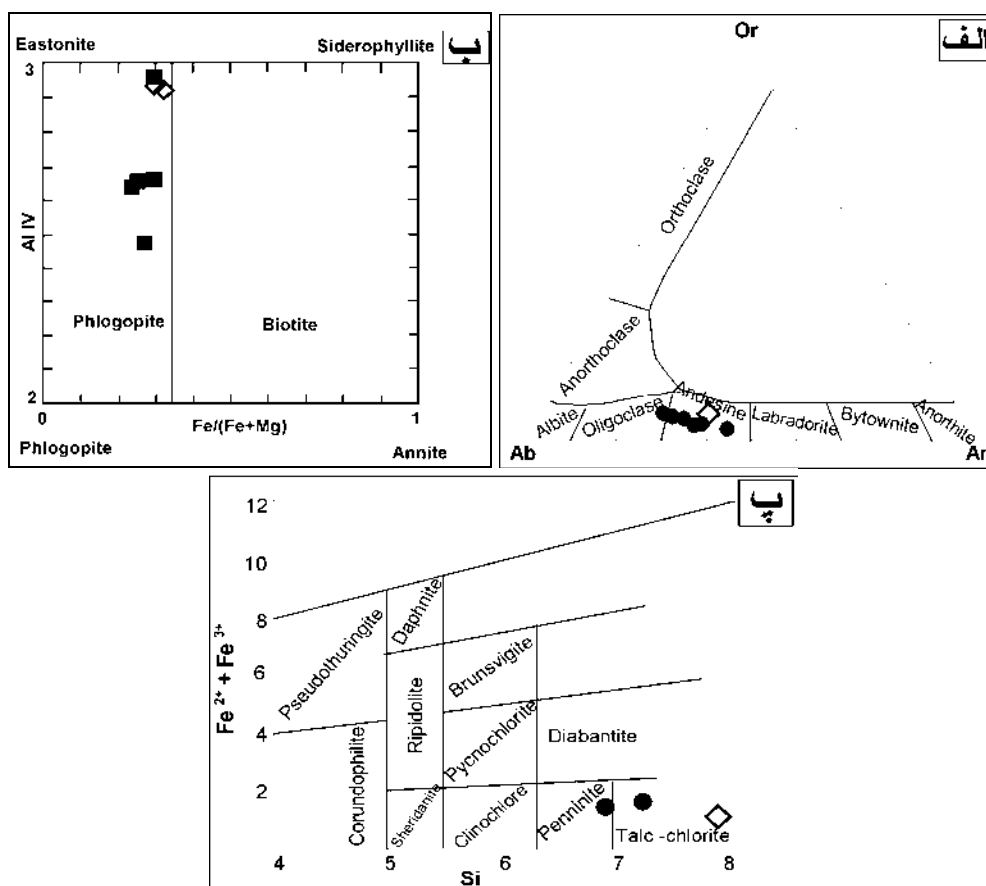 Eastonite Siderophyllite ب
3
Al IV
Phlogopite Biotite
2
0 Fe/(Fe+Mg) 1
Phlogopite Annite
Or الف
Orthoclase
Anorthoclase
Albite Oligoclase Andesine Labradorite Bytownite Anorthite
Ab An
پ
12
10
8
6
4
2
Fe 2+ + Fe 3+
Pseudothuringite Daphnite
Corundophilite Ripidolite Brunsvigite
Sheridanite Pycnochlorite Diabantite
Clinochlore Penninite Talc -chlorite
4 5 6 7 8
Si